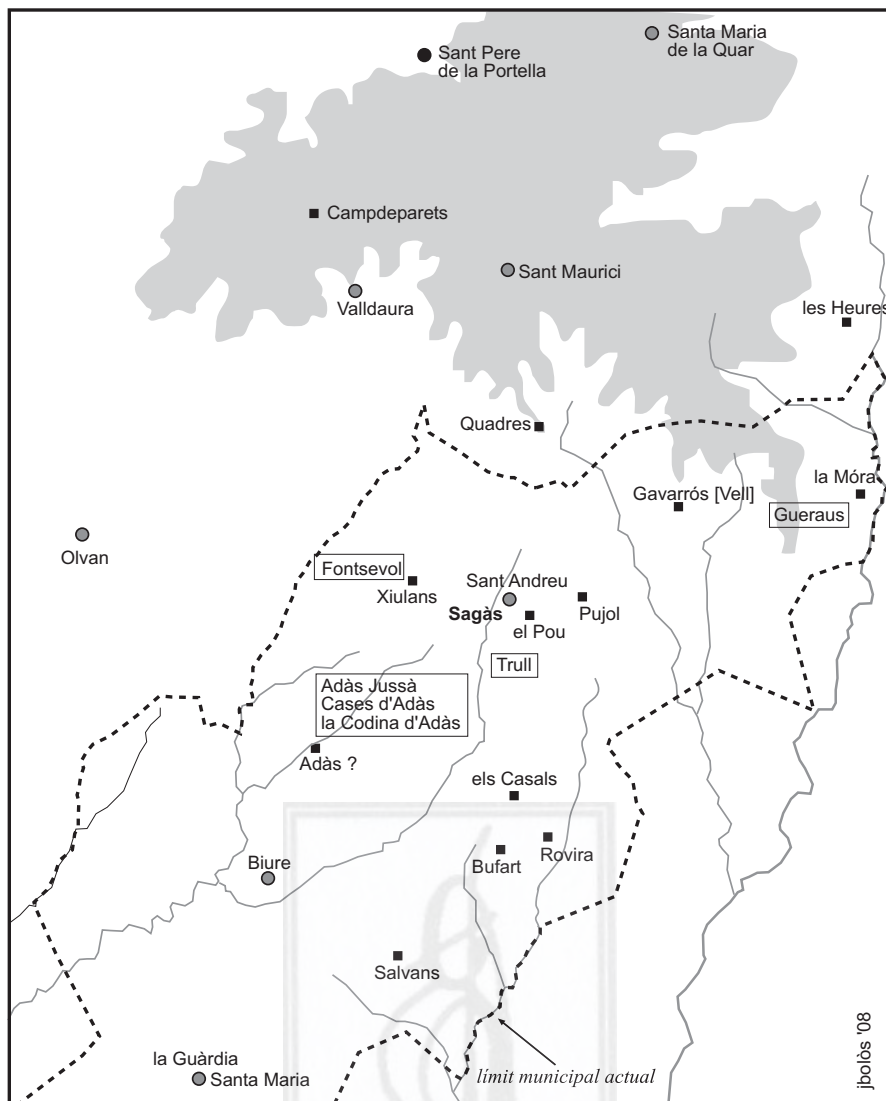 Santa Maria
de la Quar
Sant Pere
de la Portella
Campdeparets
Sant Maurici
Valldaura
les Heures
Quadres
la Móra
Gavarrós [Vell]
Gueraus
Olvan
Fontsevol
Xiulans
Sant Andreu
Sagàs
el Pou
Pujol
Trull
Adàs Jussà
Cases d'Adàs
la Codina d'Adàs
Adàs ?
els Casals
Rovira
Bufart
Biure
Salvans
la Guàrdia
Santa Maria
límit municipal actual
jbolòs '08